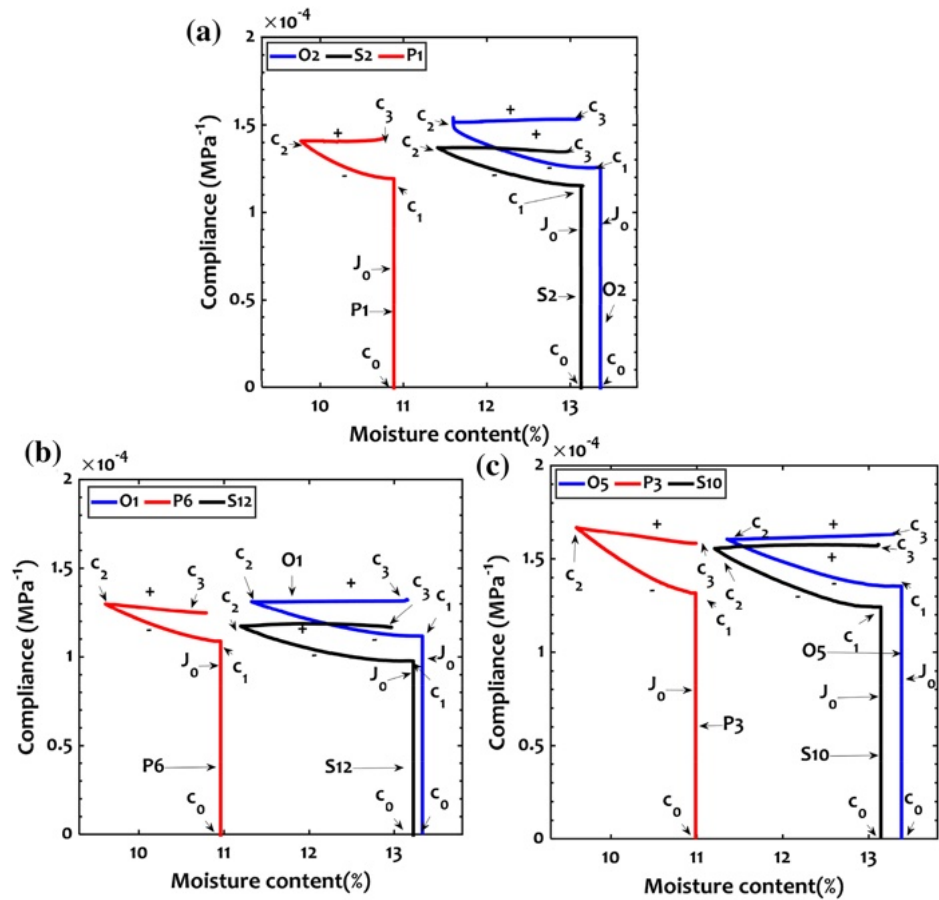 (a)
×10⁻⁴
O2 S2 P1
2
1.5
1
0.5
0
Compliance (MPa⁻¹)
c₂
+
c₃
-
c₁
J₀
P1
c₀
c₂
+
c₃
c₂
+
c₃
-
-
c₁
c₁
J₀
J₀
S2
O2
c₀
c₀
10 11 12 13
Moisture content(%)
(b)
×10⁻⁴
O1 P6 S12
2
1.5
1
0.5
0
Compliance (MPa⁻¹)
c₂
+
c₃
-
c₁
J₀
P6
c₀
c₂
O1
+
c₃
c₁
c₂
+
-
-
J₀
J₀
c₁
S12
c₀
c₀
10 11 12 13
Moisture content(%)
(c)
×10⁻⁴
O5 P3 S10
2
1.5
1
0.5
0
Compliance (MPa⁻¹)
c₂
+
c₃
-
c₁
J₀
P3
c₀
c₂
+
c₃
c₃
c₂
+
-
-
c₁
c₁
O5
J₀
J₀
S10
c₀
c₀
10 11 12 13
Moisture content(%)